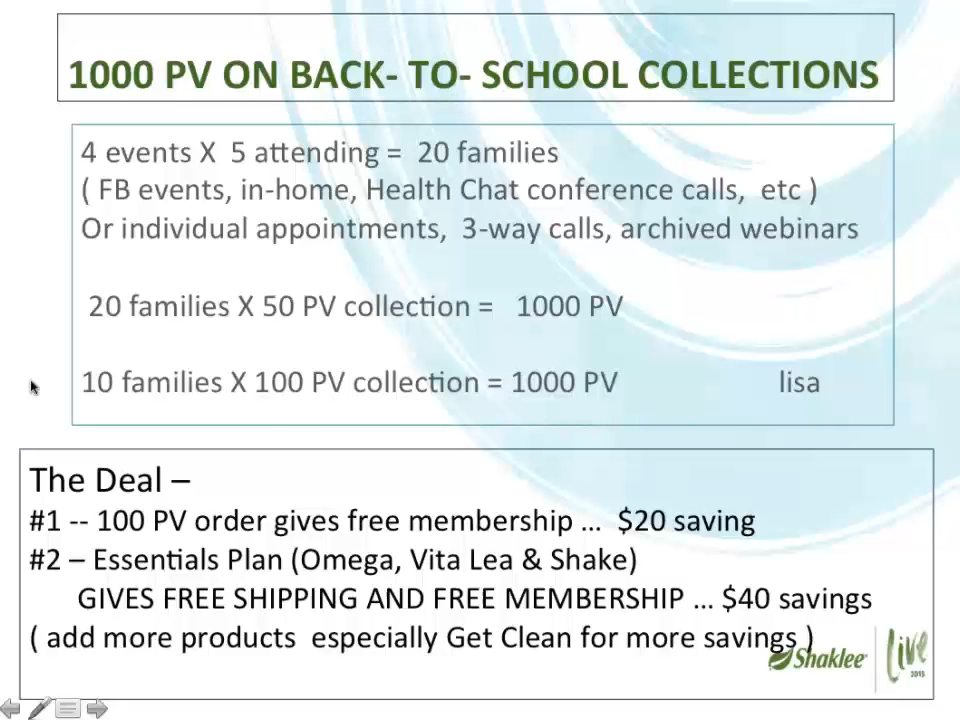 1000 PV ON BACK- TO- SCHOOL COLLECTIONS
4 events X 5 attending = 20 families
( FB events, in-home, Health Chat conference calls, etc )
Or individual appointments, 3-way calls, archived webinars
20 families X 50 PV collection = 1000 PV
10 families X 100 PV collection = 1000 PV lisa
The Deal –
#1 -- 100 PV order gives free membership … $20 saving
#2 – Essentials Plan (Omega, Vita Lea & Shake)
GIVES FREE SHIPPING AND FREE MEMBERSHIP … $40 savings
( add more products especially Get Clean for more savings )
Shaklee Live
2015